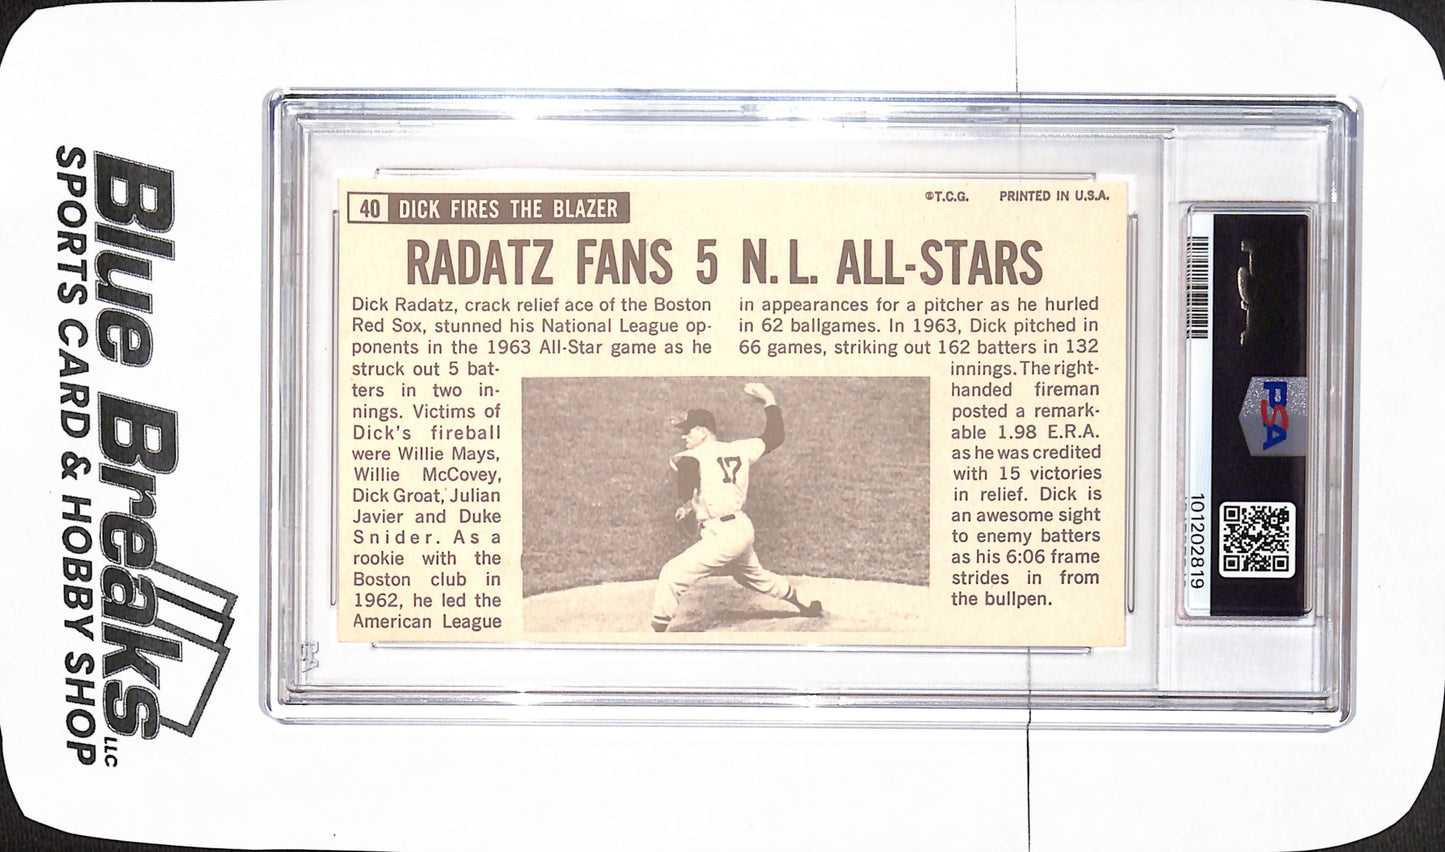 Blue Breaks LLC
SPORTS CARD & HOBBY SHOP
40 DICK FIRES THE BLAZER
©T.C.G. PRINTED IN U.S.A.
RADATZ FANS 5 N.L. ALL-STARS
Dick Radatz, crack relief ace of the Boston
Red Sox, stunned his National League op-
ponents in the 1963 All-Star game as he
struck out 5 bat-
ters in two in-
nings. Victims of
Dick's fireball
were Willie Mays,
Willie McCovey,
Dick Groat, Julian
Javier and Duke
Snider. As a
rookie with the
Boston club in
1962, he led the
American League
in appearances for a pitcher as he hurled
in 62 ballgames. In 1963, Dick pitched in
66 games, striking out 162 batters in 132
innings. The right-
handed fireman
posted a remark-
able 1.98 E.R.A.
as he was credited
with 15 victories
in relief. Dick is
an awesome sight
to enemy batters
as his 6:06 frame
strides in from
the bullpen.
17
PSA
PSA
101202819
PSA